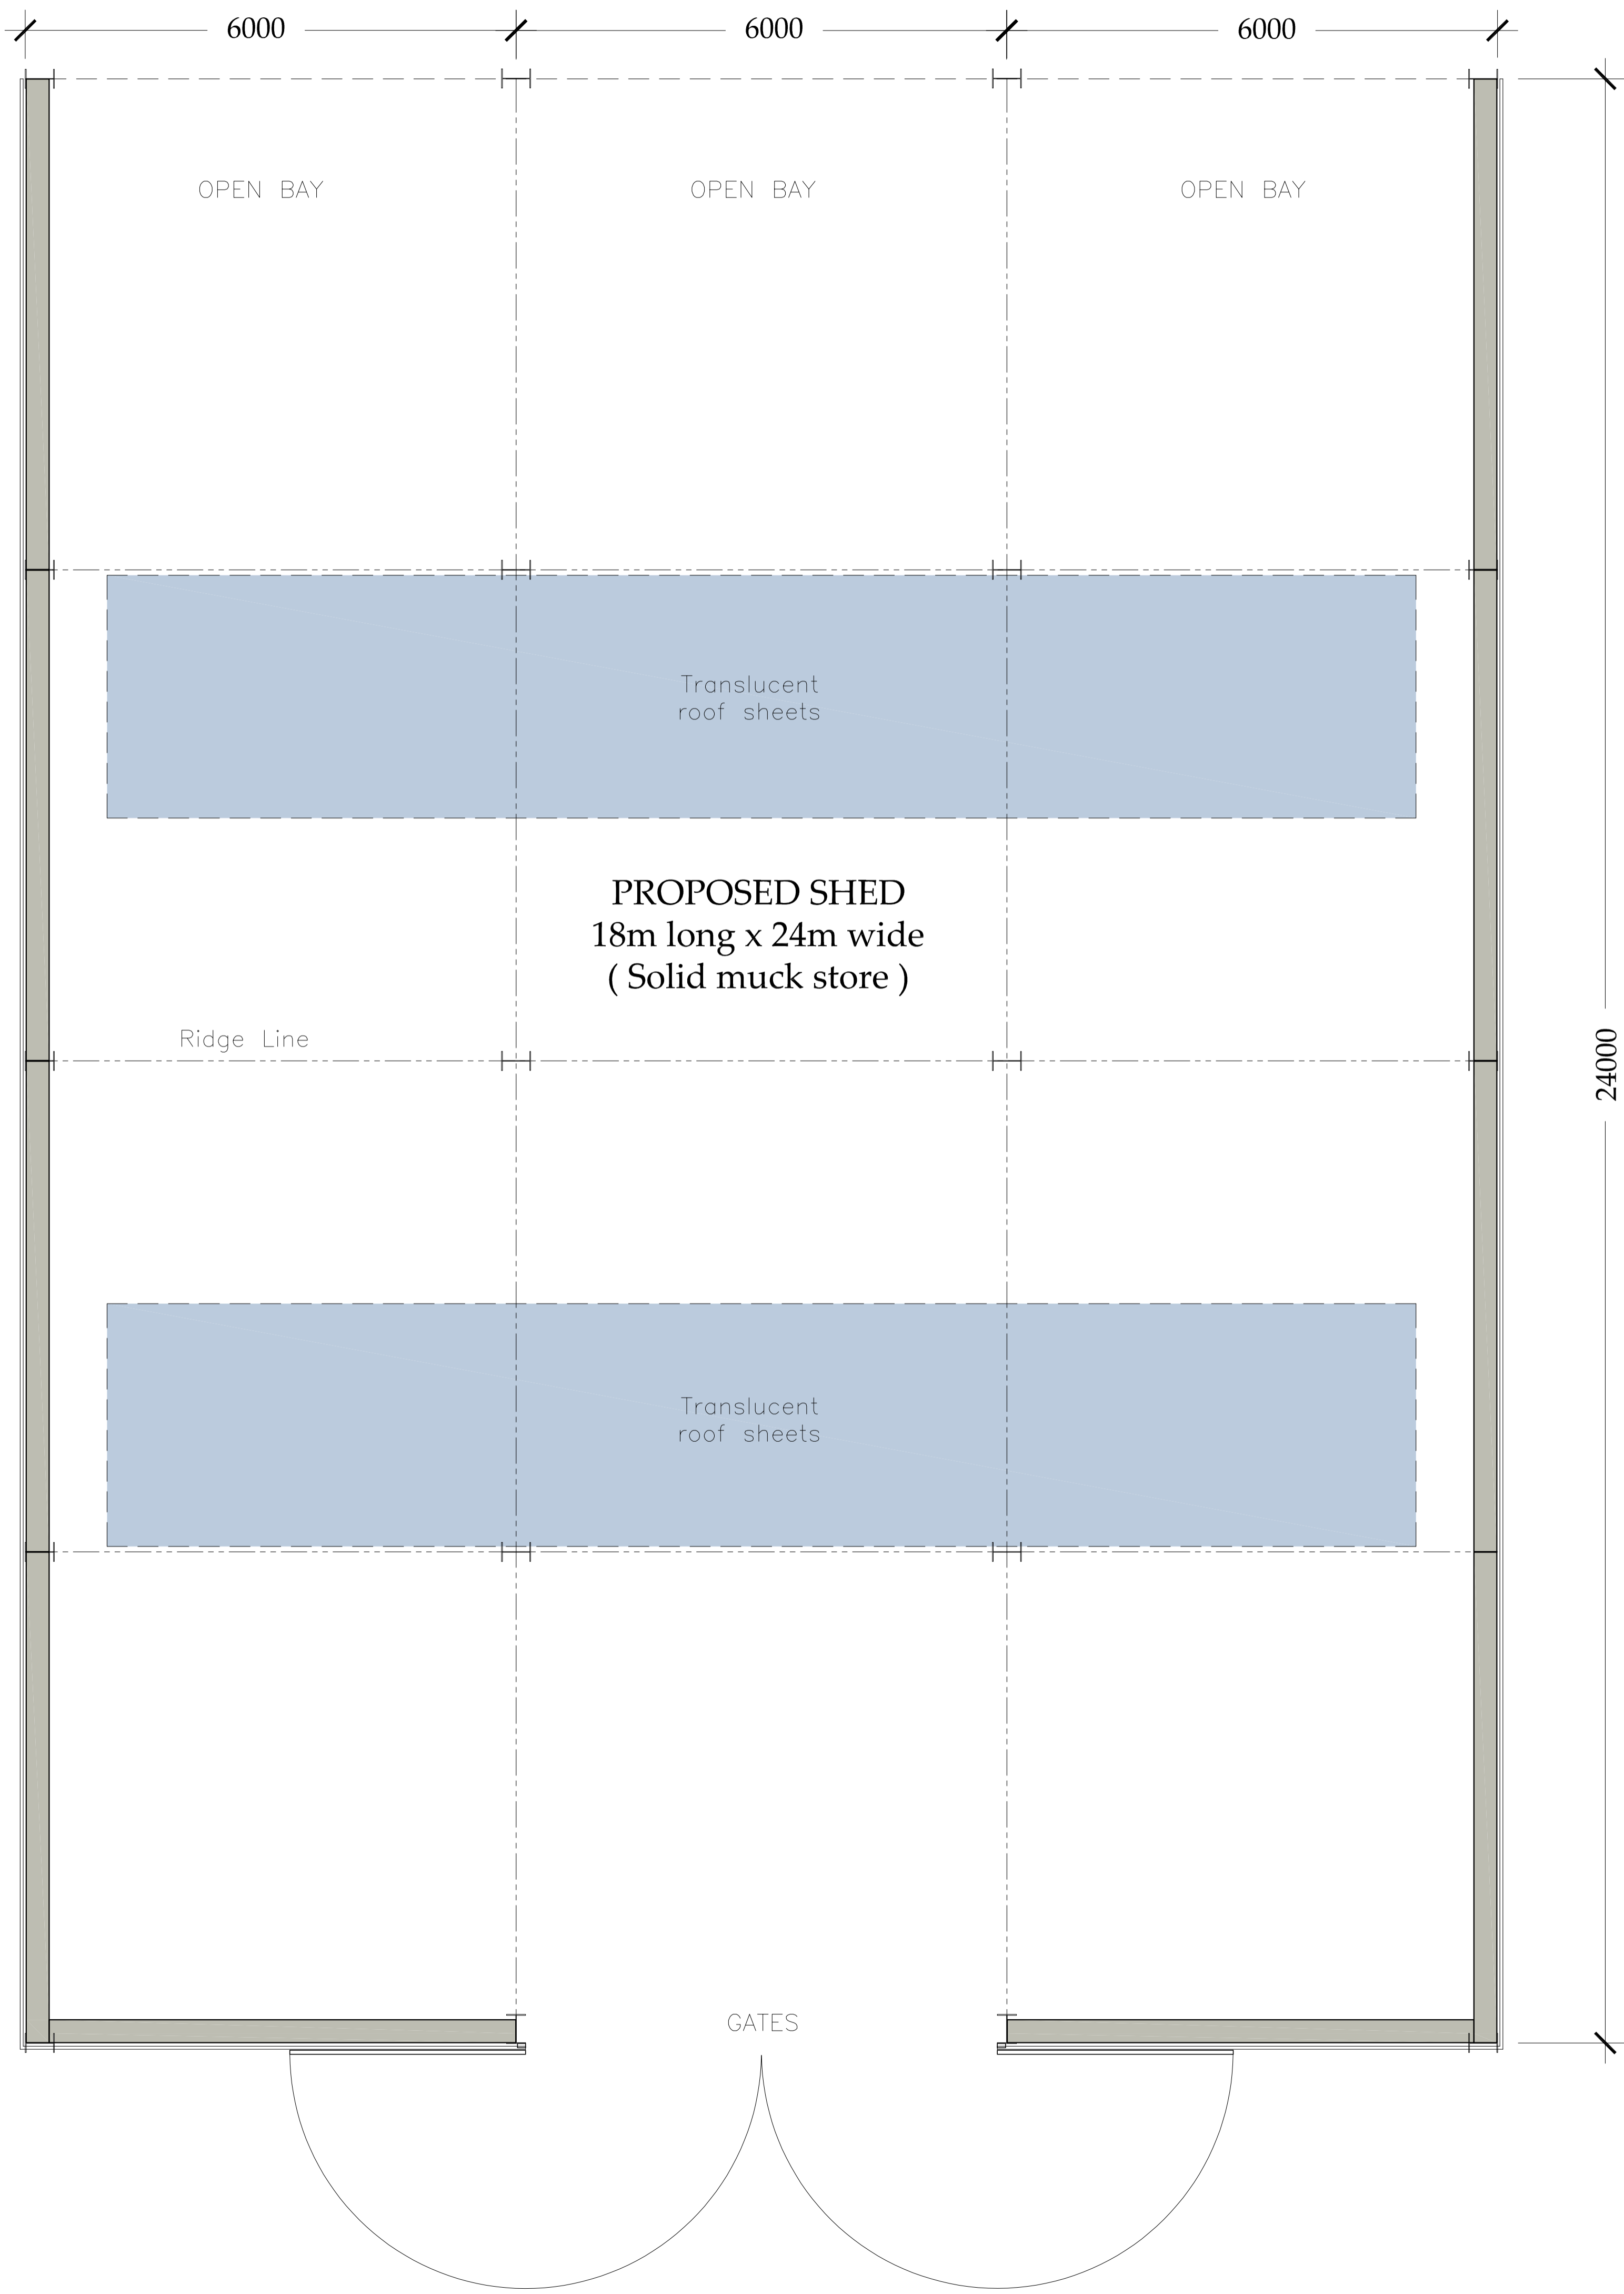 6000
6000
6000
OPEN BAY
OPEN BAY
OPEN BAY
Translucent
roof sheets
PROPOSED SHED
18m long x 24m wide
( Solid muck store )
Ridge Line
24000
Translucent
roof sheets
GATES